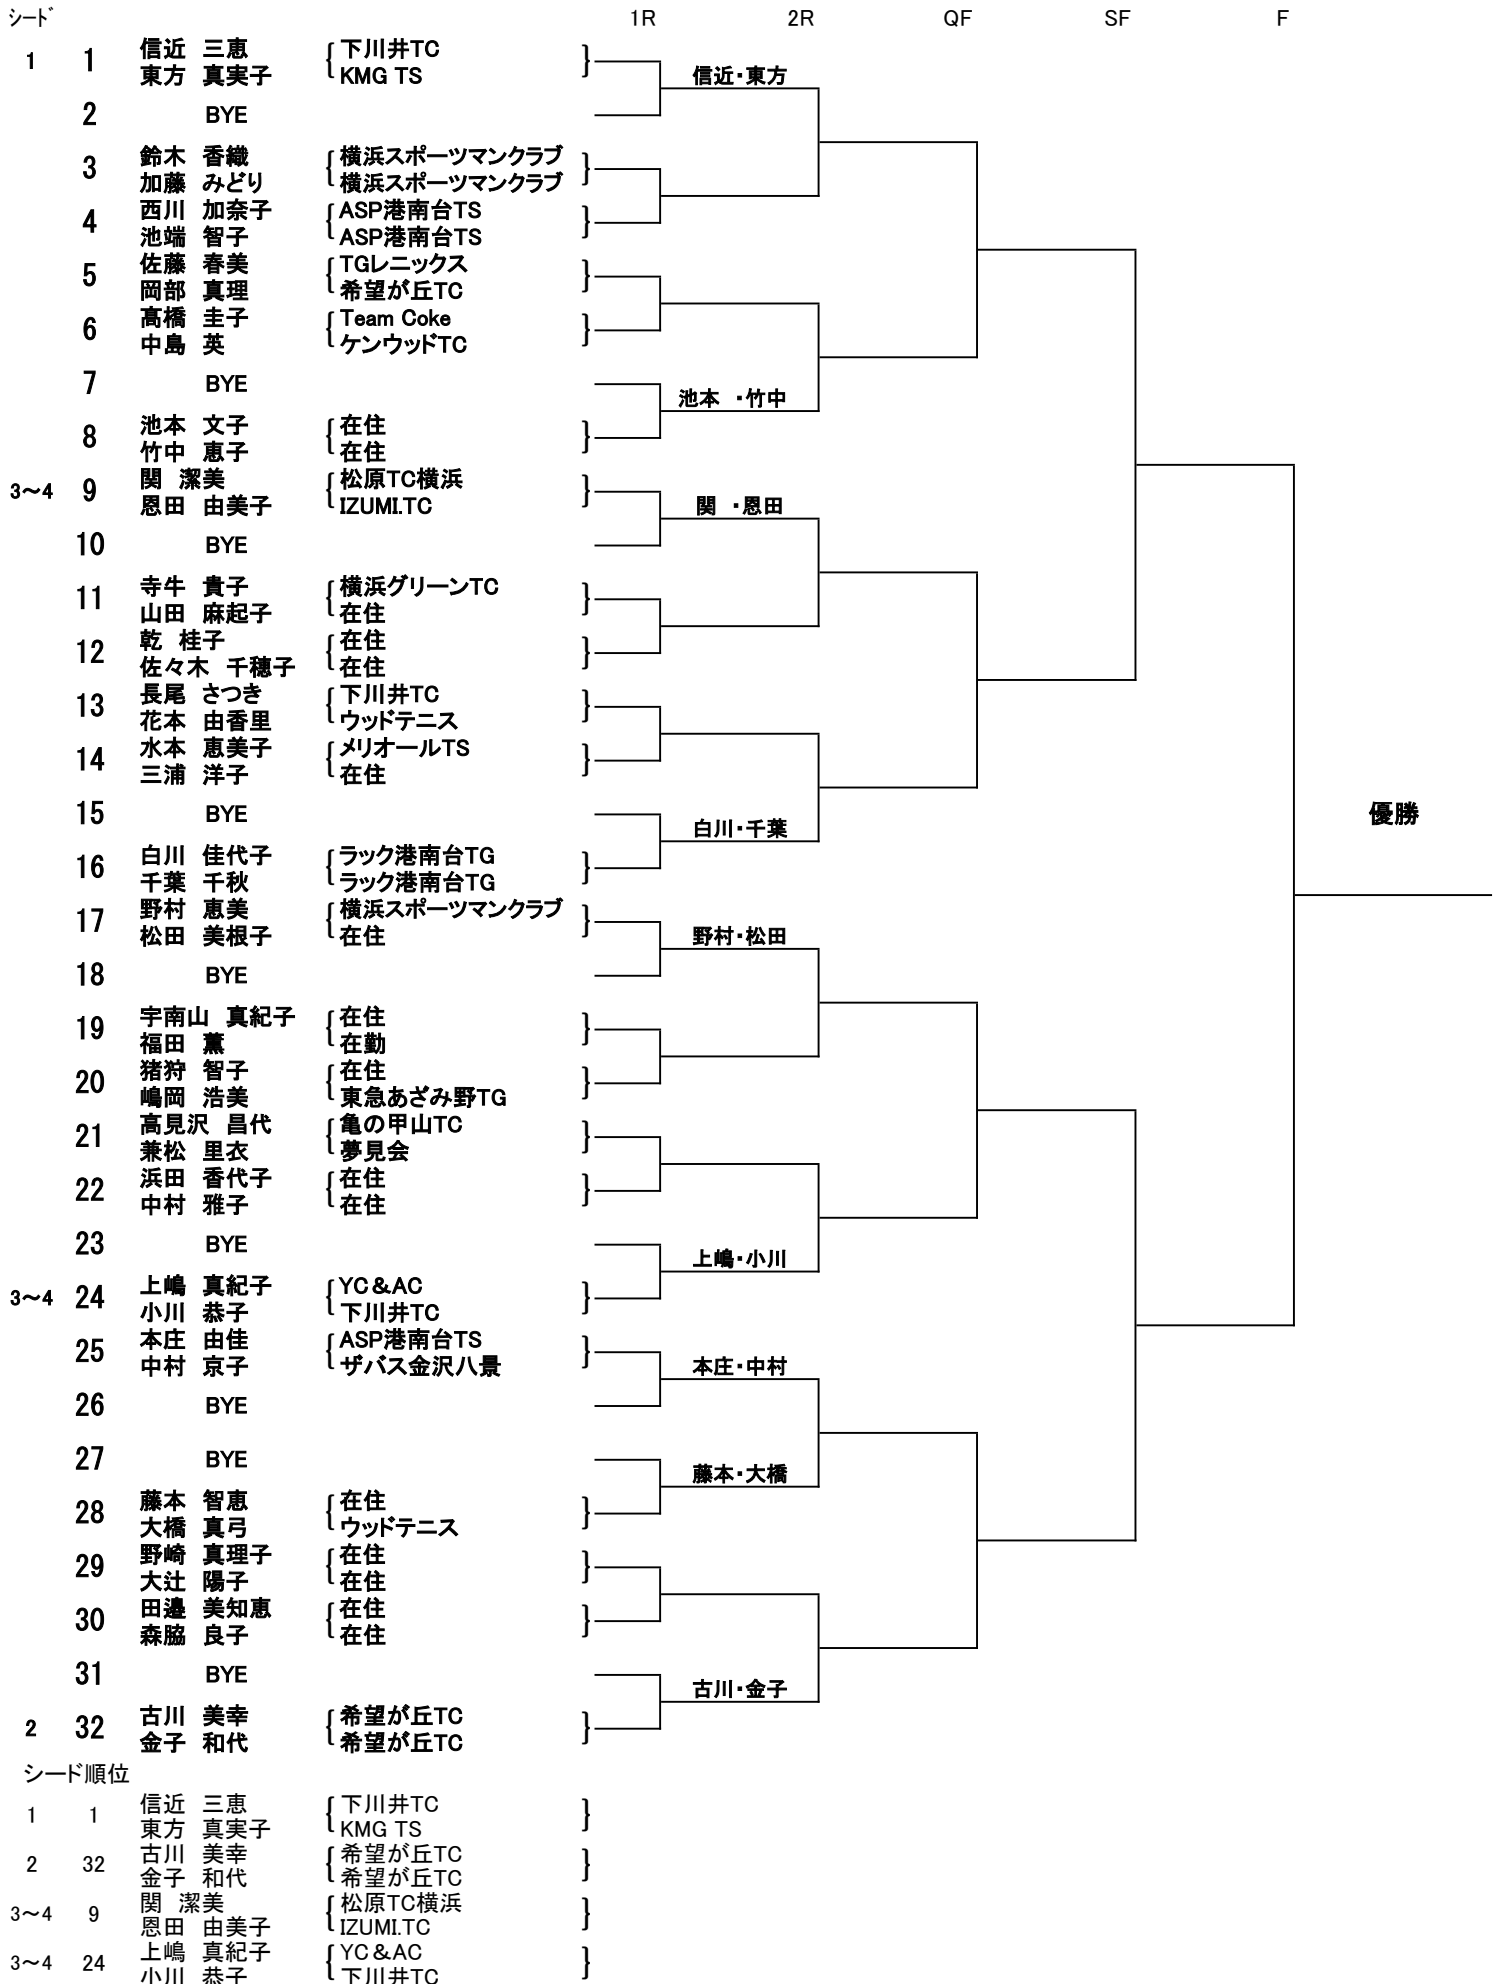 ｼｰﾄﾞ 1R 2R QF SF F
1 1 信近 三恵 下川井TC
東方 真実子 KMG TS
信近・東方
2 BYE
3 鈴木 香織 横浜スポーツマンクラブ
加藤 みどり 横浜スポーツマンクラブ
4 西川 加奈子 ASP港南台TS
池端 智子 ASP港南台TS
5 佐藤 春美 TGレニックス
岡部 真理 希望が丘TC
6 高橋 圭子 Team Coke
中島 英 ケンウッドTC
7 BYE
池本 ・竹中
8 池本 文子 在住
竹中 恵子 在住
3～4 9 関 潔美 松原TC横浜
恩田 由美子 IZUMI.TC
関 ・恩田
10 BYE
11 寺牛 貴子 横浜グリーンTC
山田 麻起子 在住
12 乾 桂子 在住
佐々木 千穂子 在住
13 長尾 さつき 下川井TC
花本 由香里 ウッドテニス
14 水本 恵美子 メリオールTS
三浦 洋子 在住
15 BYE
優勝
白川・千葉
16 白川 佳代子 ラック港南台TG
千葉 千秋 ラック港南台TG
17 野村 恵美 横浜スポーツマンクラブ
松田 美根子 在住
野村・松田
18 BYE
19 宇南山 真紀子 在住
福田 薫 在勤
20 猪狩 智子 在住
嶋岡 浩美 東急あざみ野TG
21 高見沢 昌代 亀の甲山TC
兼松 里衣 夢見会
22 浜田 香代子 在住
中村 雅子 在住
23 BYE
上嶋・小川
3～4 24 上嶋 真紀子 YC＆AC
小川 恭子 下川井TC
25 本庄 由佳 ASP港南台TS
中村 京子 ザバス金沢八景
本庄・中村
26 BYE
27 BYE
藤本・大橋
28 藤本 智恵 在住
大橋 真弓 ウッドテニス
29 野崎 真理子 在住
大辻 陽子 在住
30 田邉 美知恵 在住
森脇 良子 在住
31 BYE
古川・金子
2 32 古川 美幸 希望が丘TC
金子 和代 希望が丘TC
シード順位
1 1 信近 三恵 下川井TC
東方 真実子 KMG TS
2 32 古川 美幸 希望が丘TC
金子 和代 希望が丘TC
3～4 9 関 潔美 松原TC横浜
恩田 由美子 IZUMI.TC
3～4 24 上嶋 真紀子 YC＆AC
小川 恭子 下川井TC